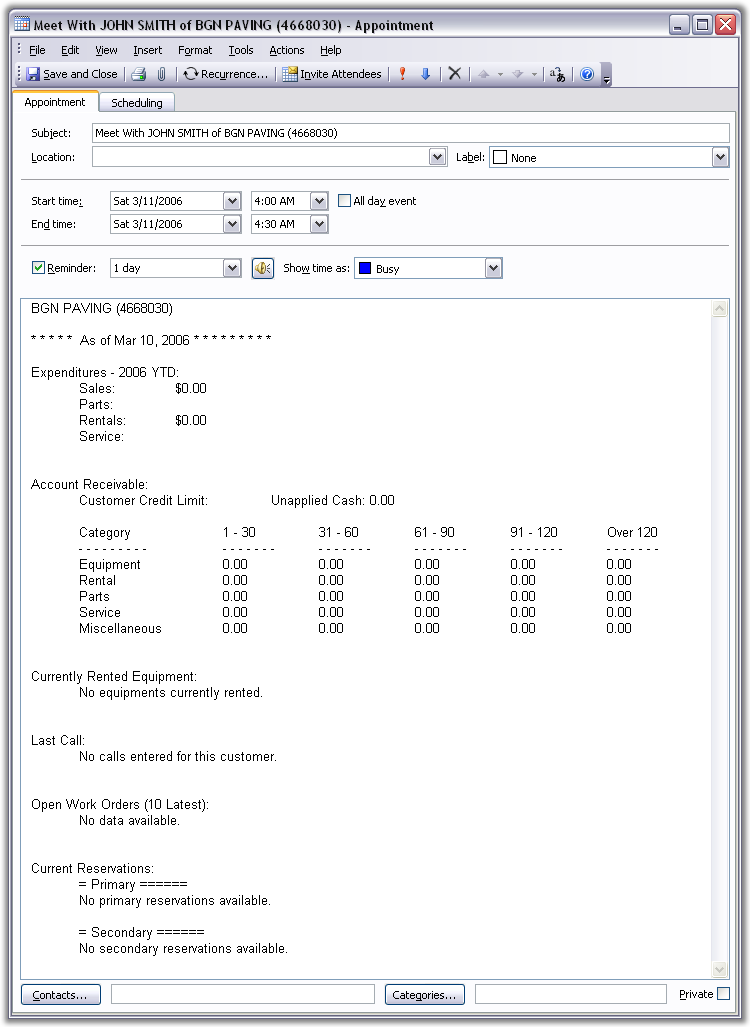 Meet With JOHN SMITH of BGN PAVING (4668030) - Appointment
File Edit View Insert Format Tools Actions Help
Save and Close Recurrence... Invite Attendees
Appointment Scheduling
Subject: Meet With JOHN SMITH of BGN PAVING (4668030)
Location: Label: None
Start time: Sat 3/11/2006 4:00 AM All day event
End time: Sat 3/11/2006 4:30 AM
Reminder: 1 day Show time as: Busy
BGN PAVING (4668030)
* * * * * As of Mar 10, 2006 * * * * * * * * *
Expenditures - 2006 YTD:
Sales: $0.00
Parts:
Rentals: $0.00
Service:
Account Receivable:
Customer Credit Limit: Unapplied Cash: 0.00
Category 1 - 30 31 - 60 61 - 90 91 - 120 Over 120
- - - - - - - - - - - - - - - - - - - - - - - - - - - - - - - - - - - - - - - - - - - -
Equipment 0.00 0.00 0.00 0.00 0.00
Rental 0.00 0.00 0.00 0.00 0.00
Parts 0.00 0.00 0.00 0.00 0.00
Service 0.00 0.00 0.00 0.00 0.00
Miscellaneous 0.00 0.00 0.00 0.00 0.00
Currently Rented Equipment:
No equipments currently rented.
Last Call:
No calls entered for this customer.
Open Work Orders (10 Latest):
No data available.
Current Reservations:
= Primary ======
No primary reservations available.
= Secondary ======
No secondary reservations available.
Contacts... Categories... Private